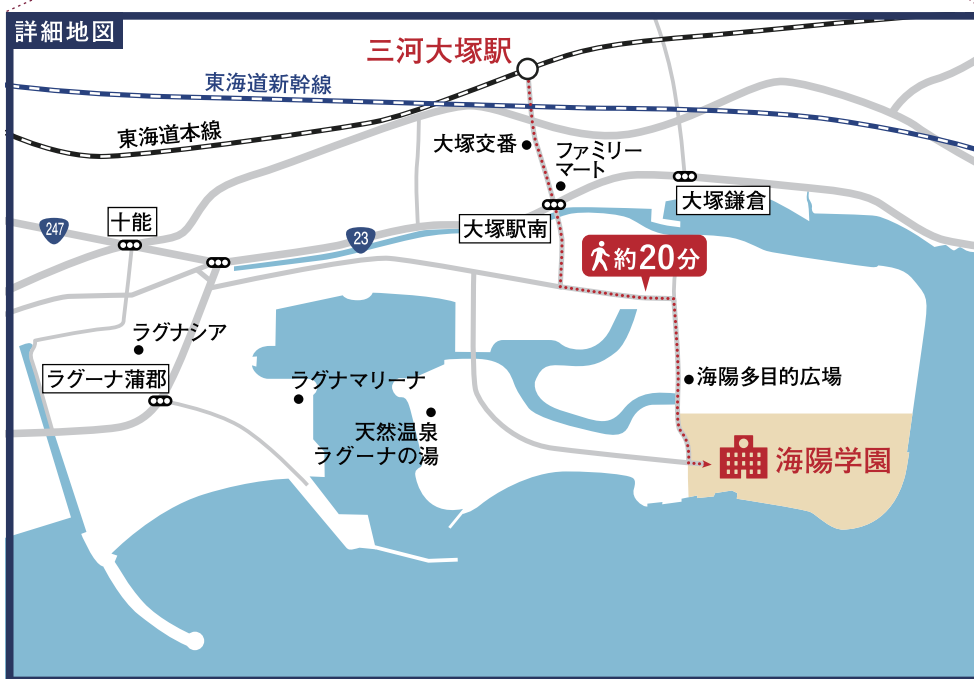 詳細地図
三河大塚駅
東海道新幹線
東海道本線
大塚交番
ファミリー
マート
大塚鎌倉
十能
247
大塚駅南
23
約20分
ラグナシア
ラグーナ蒲郡
ラグナマリーナ
海陽多目的広場
天然温泉
ラグーナの湯
海陽学園